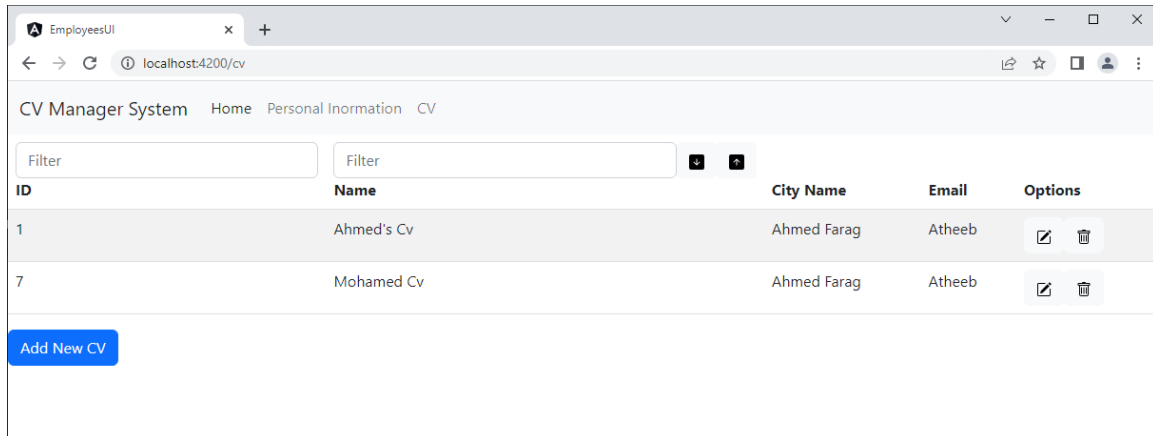 EmployeesUI
localhost:4200/cv
CV Manager System Home Personal Inormation CV
Filter Filter
ID Name City Name Email Options
1 Ahmed's Cv Ahmed Farag Atheeb
7 Mohamed Cv Ahmed Farag Atheeb
Add New CV